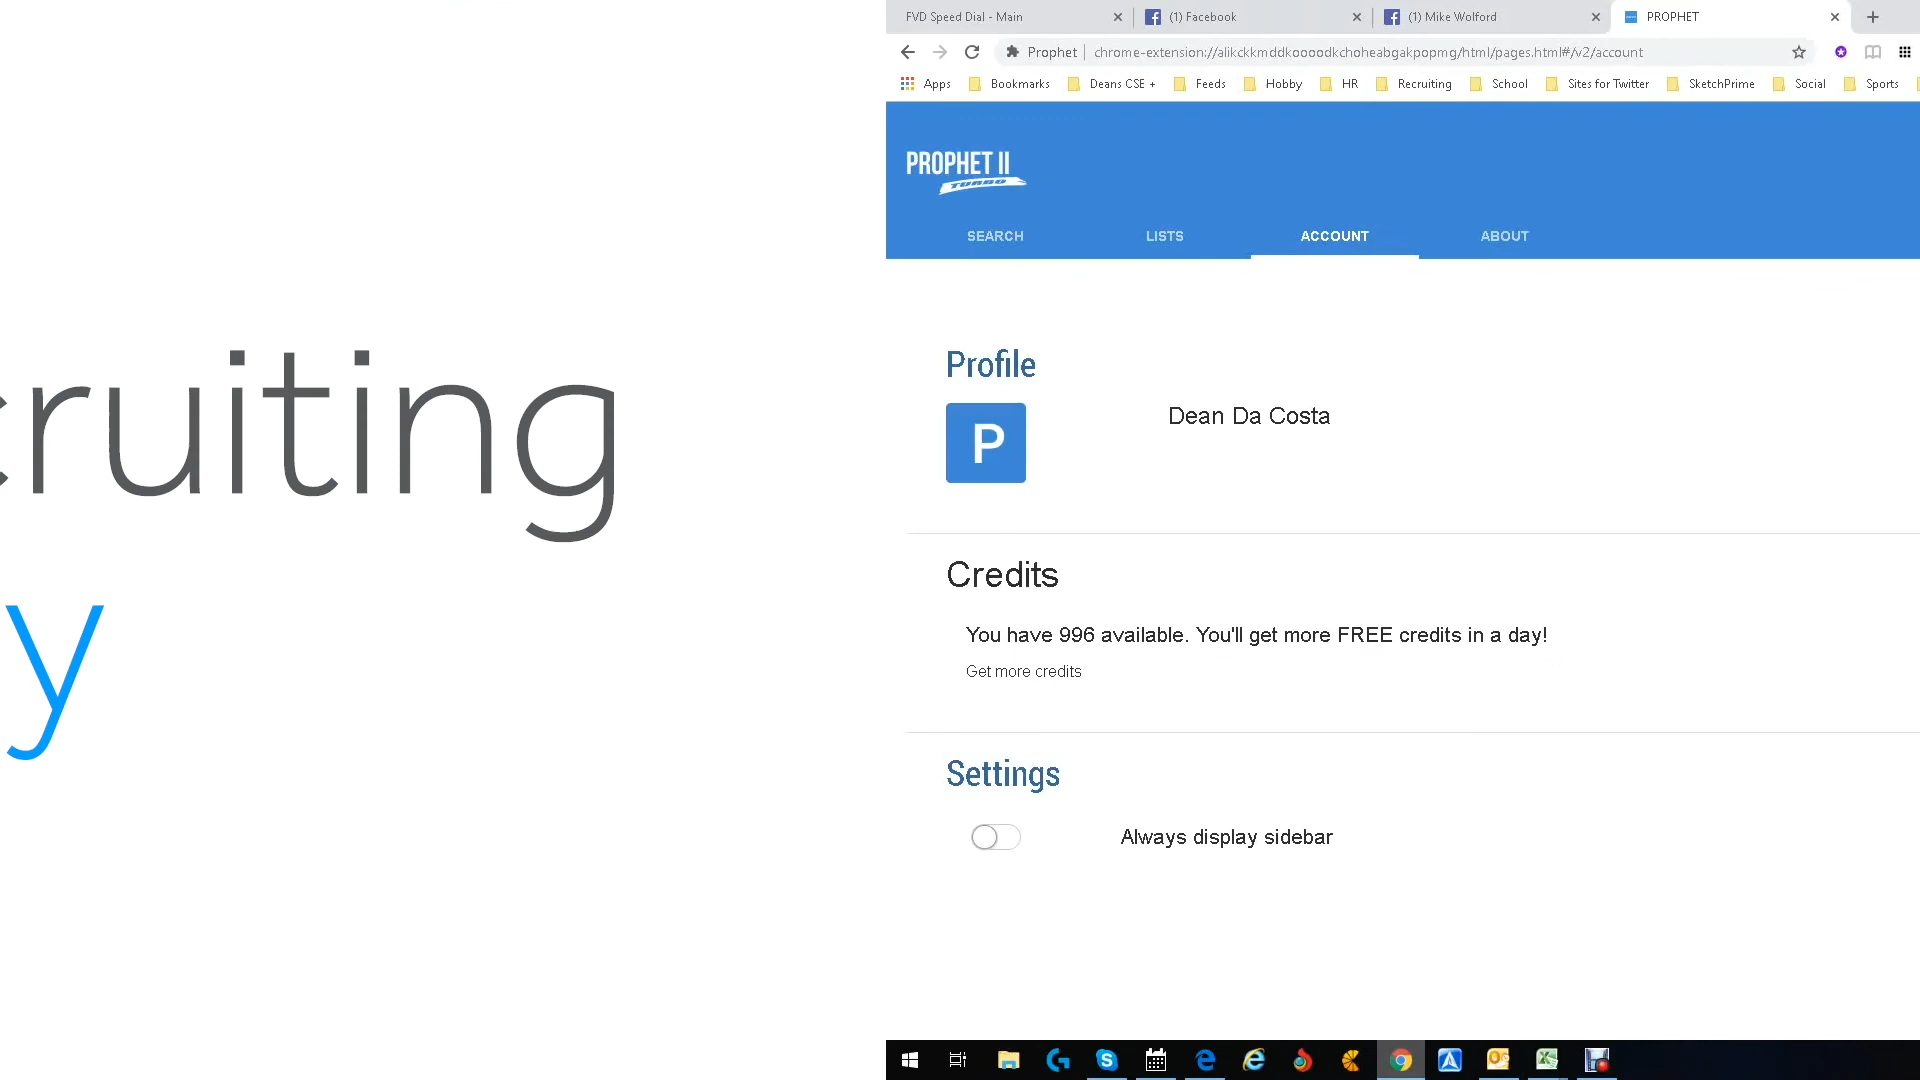 cruiting
y
FVD Speed Dial - Main
(1) Facebook
(1) Mike Wolford
PROPHET
Prophet
chrome-extension://alikckkmddkoooodkchoheabgakpopmg/html/pages.html#/v2/account
Apps
Bookmarks
Deans CSE +
Feeds
Hobby
HR
Recruiting
School
Sites for Twitter
SketchPrime
Social
Sports
PROPHET II
TURBO
SEARCH
LISTS
ACCOUNT
ABOUT
Profile
P
Dean Da Costa
Credits
You have 996 available. You'll get more FREE credits in a day!
Get more credits
Settings
Always display sidebar